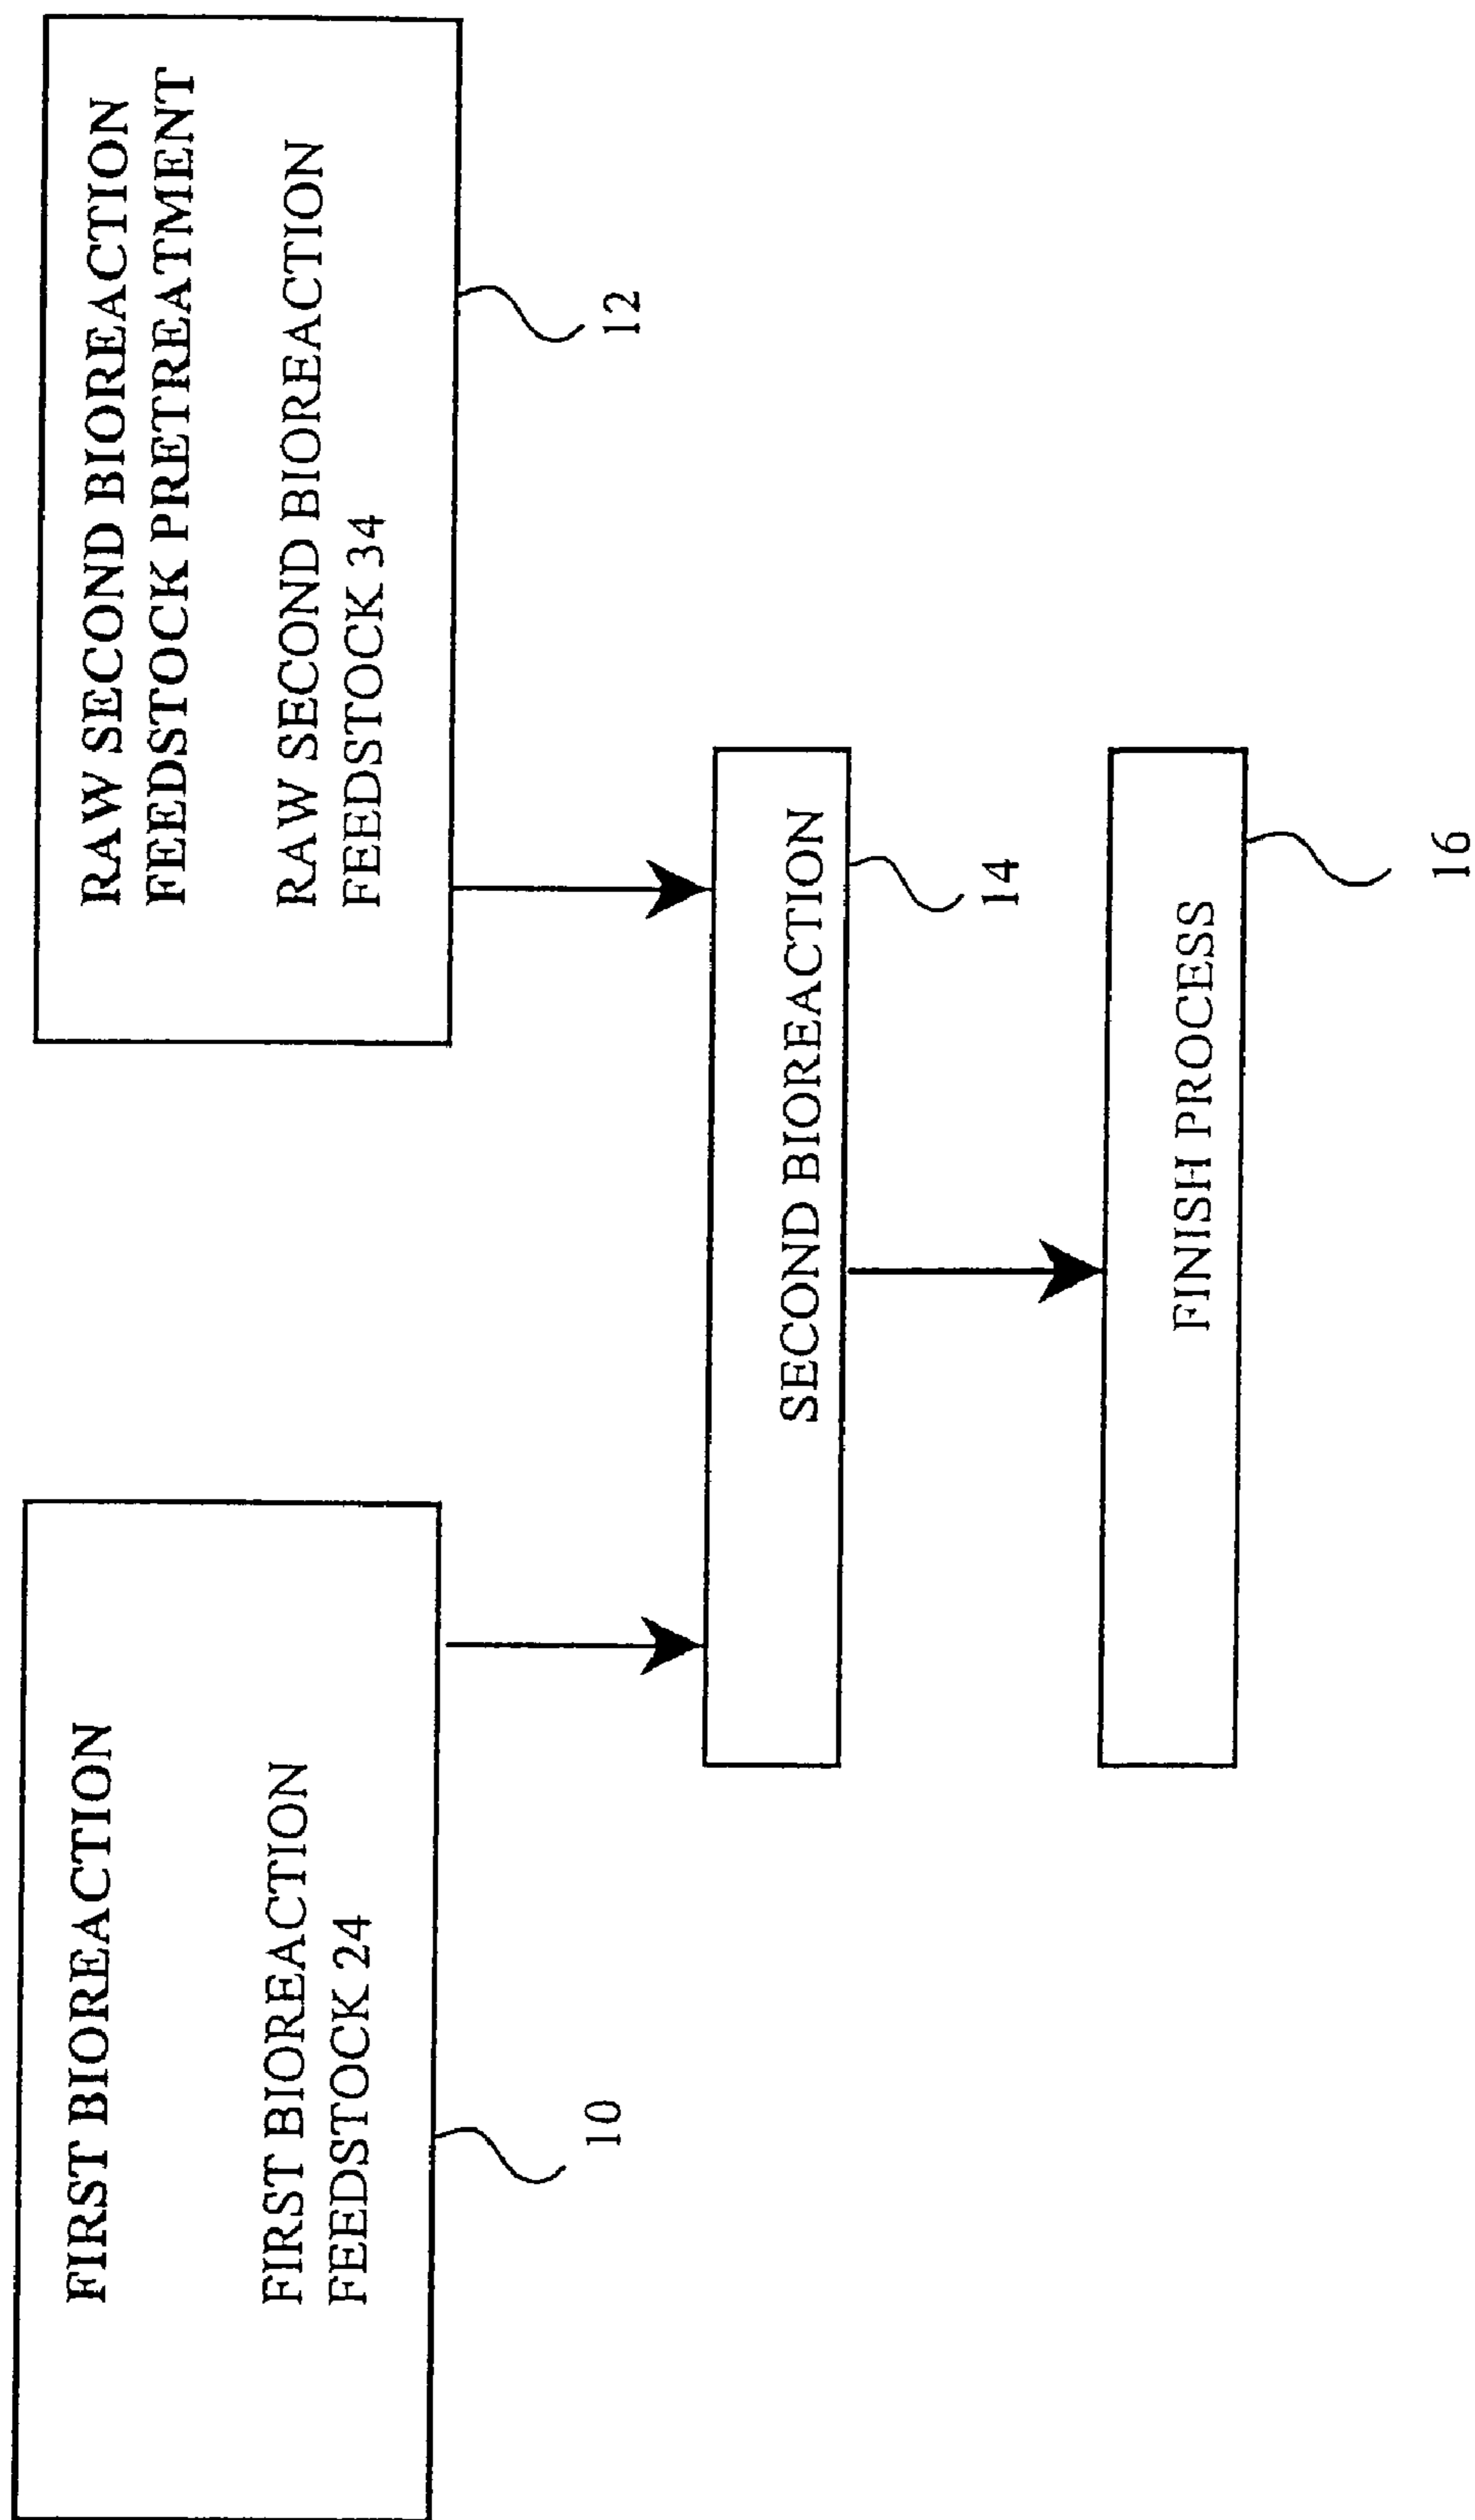 FIRST BIOREACTION
FIRST BIOREACTION
FEEDSTOCK 24
10
RAW SECOND BIOREACTION
FEEDSTOCK PRETREATMENT
RAW SECOND BIOREACTION
FEEDSTOCK 34
12
SECOND BIOREACTION
14
FINISH PROCESS
16